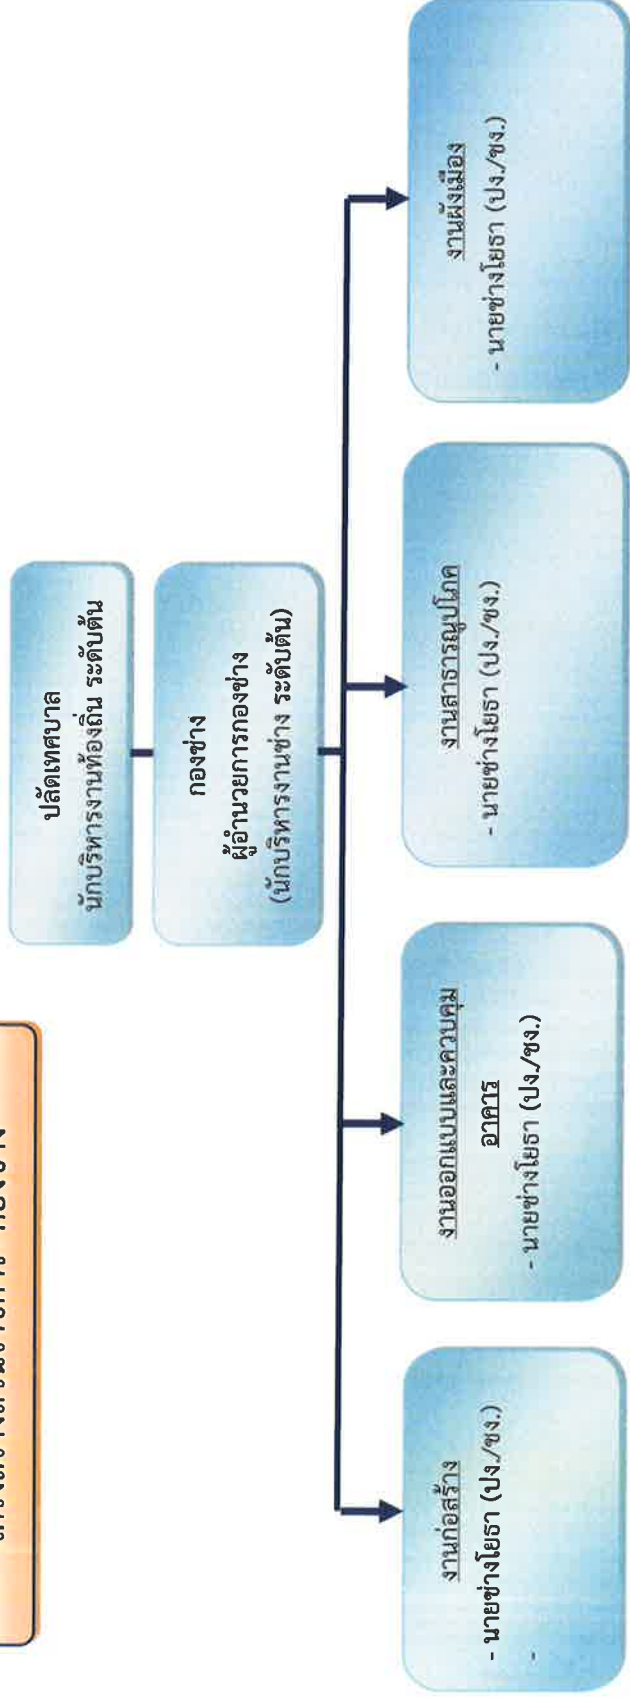 ปลัดเทศบาล
นักบริหารงานท้องถิ่น ระดับต้น
กองช่าง
ผู้อำนวยการกองช่าง
(นักบริหารงานช่าง ระดับต้น)
งานก่อสร้าง
- นายช่างโยธา (ปง./ชง.)
-
งานออกแบบและควบคุม
อาคาร
- นายช่างโยธา (ปง./ชง.)
งานสาธารณูปโภค
- นายช่างโยธา (ปง./ชง.)
งานผังเมือง
- นายช่างโยธา (ปง./ชง.)